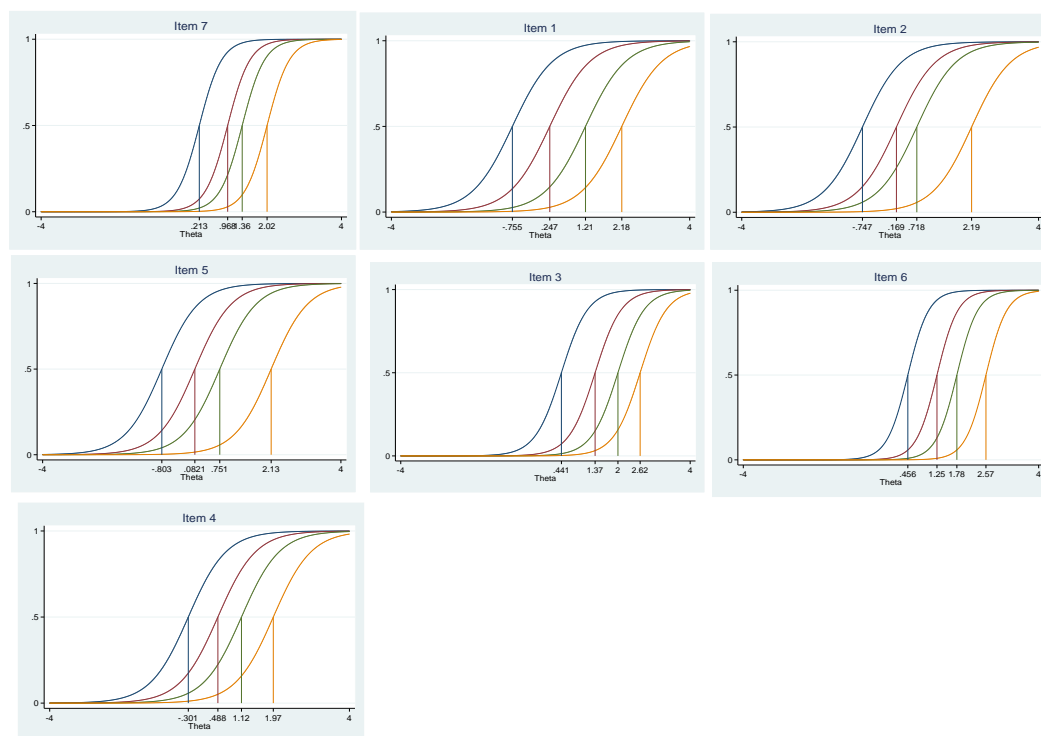 Item 7
1
.5
0
-4 .213 .968 1.36 2.02 4
Theta
Item 1
1
.5
0
-4 -.755 .247 1.21 2.18 4
Theta
Item 2
1
.5
0
-4 -.747 .169 .718 2.19 4
Theta
Item 5
1
.5
0
-4 -.803 .0821 .751 2.13 4
Theta
Item 3
1
.5
0
-4 .441 1.37 2 2.62 4
Theta
Item 6
1
.5
0
-4 .456 1.25 1.78 2.57 4
Theta
Item 4
1
.5
0
-4 -.301 .488 1.12 1.97 4
Theta